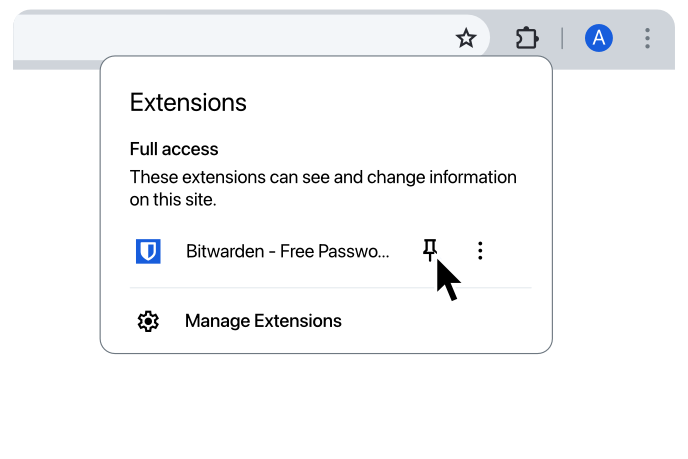 A
Extensions
Full access
These extensions can see and change information
on this site.
Bitwarden - Free Passwo...
Manage Extensions